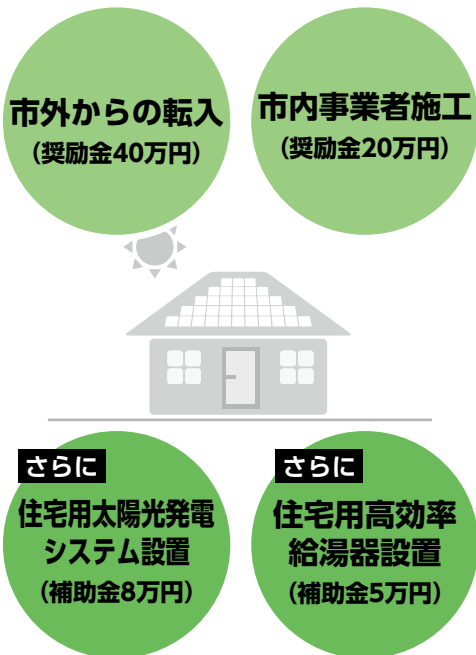 市外からの転入
（奨励金40万円）
市内事業者施工
（奨励金20万円）
さらに
住宅用太陽光発電
システム設置
（補助金8万円）
さらに
住宅用高効率
給湯器設置
（補助金5万円）